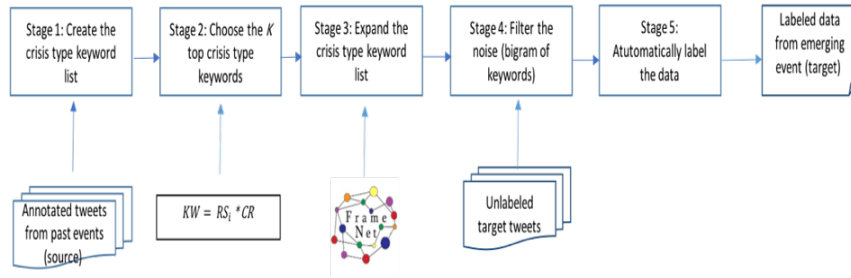 Stage 1: Create the
crisis type keyword
list
Stage 2: Choose the K
top crisis type
keywords
Stage 3: Expand the
crisis type keyword
list
Stage 4: Filter the
noise (bigram of
keywords)
Stage 5:
Atutomatically label
the data
Labeled data
from emerging
event (target)
Annotated tweets
from past events
(source)
KW = RSᵢ *CR
Frame
Net
Unlabeled
target tweets